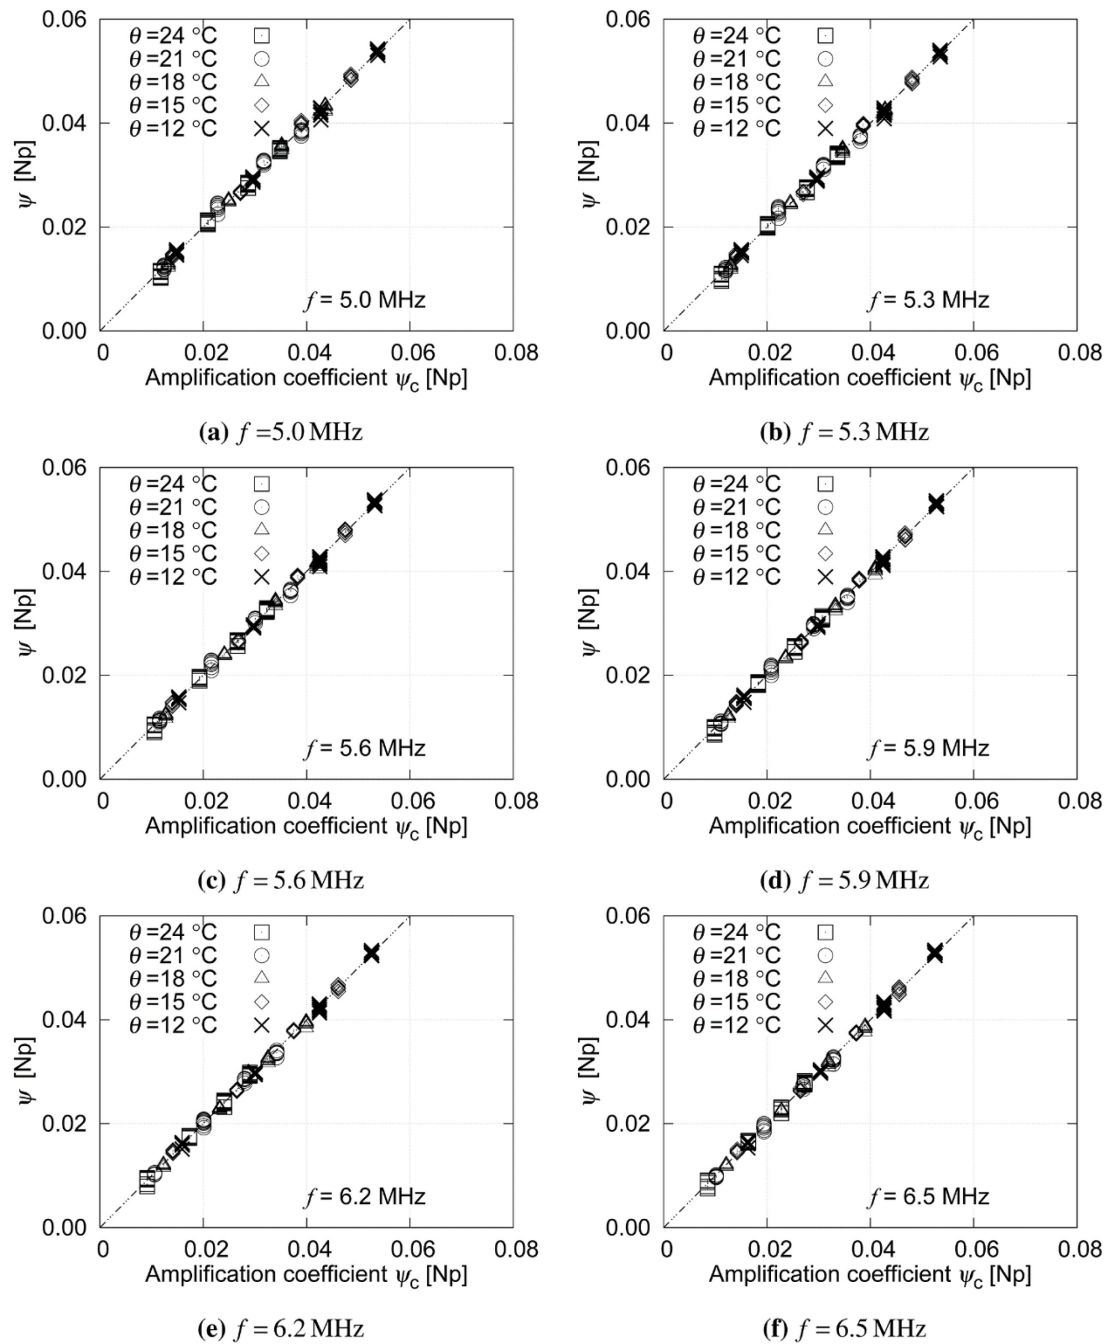 0.06
θ=24 °C
θ=21 °C
θ=18 °C
θ=15 °C
θ=12 °C
0.04
ψ [Np]
0.02
f = 5.0 MHz
0.00
0 0.02 0.04 0.06 0.08
Amplification coefficient ψc [Np]
(a) f =5.0 MHz
0.06
θ=24 °C
θ=21 °C
θ=18 °C
θ=15 °C
θ=12 °C
0.04
ψ [Np]
0.02
f = 5.3 MHz
0.00
0 0.02 0.04 0.06 0.08
Amplification coefficient ψc [Np]
(b) f = 5.3 MHz
0.06
θ=24 °C
θ=21 °C
θ=18 °C
θ=15 °C
θ=12 °C
0.04
ψ [Np]
0.02
f = 5.6 MHz
0.00
0 0.02 0.04 0.06 0.08
Amplification coefficient ψc [Np]
(c) f = 5.6 MHz
0.06
θ=24 °C
θ=21 °C
θ=18 °C
θ=15 °C
θ=12 °C
0.04
ψ [Np]
0.02
f = 5.9 MHz
0.00
0 0.02 0.04 0.06 0.08
Amplification coefficient ψc [Np]
(d) f = 5.9 MHz
0.06
θ=24 °C
θ=21 °C
θ=18 °C
θ=15 °C
θ=12 °C
0.04
ψ [Np]
0.02
f = 6.2 MHz
0.00
0 0.02 0.04 0.06 0.08
Amplification coefficient ψc [Np]
(e) f = 6.2 MHz
0.06
θ=24 °C
θ=21 °C
θ=18 °C
θ=15 °C
θ=12 °C
0.04
ψ [Np]
0.02
f = 6.5 MHz
0.00
0 0.02 0.04 0.06 0.08
Amplification coefficient ψc [Np]
(f) f = 6.5 MHz